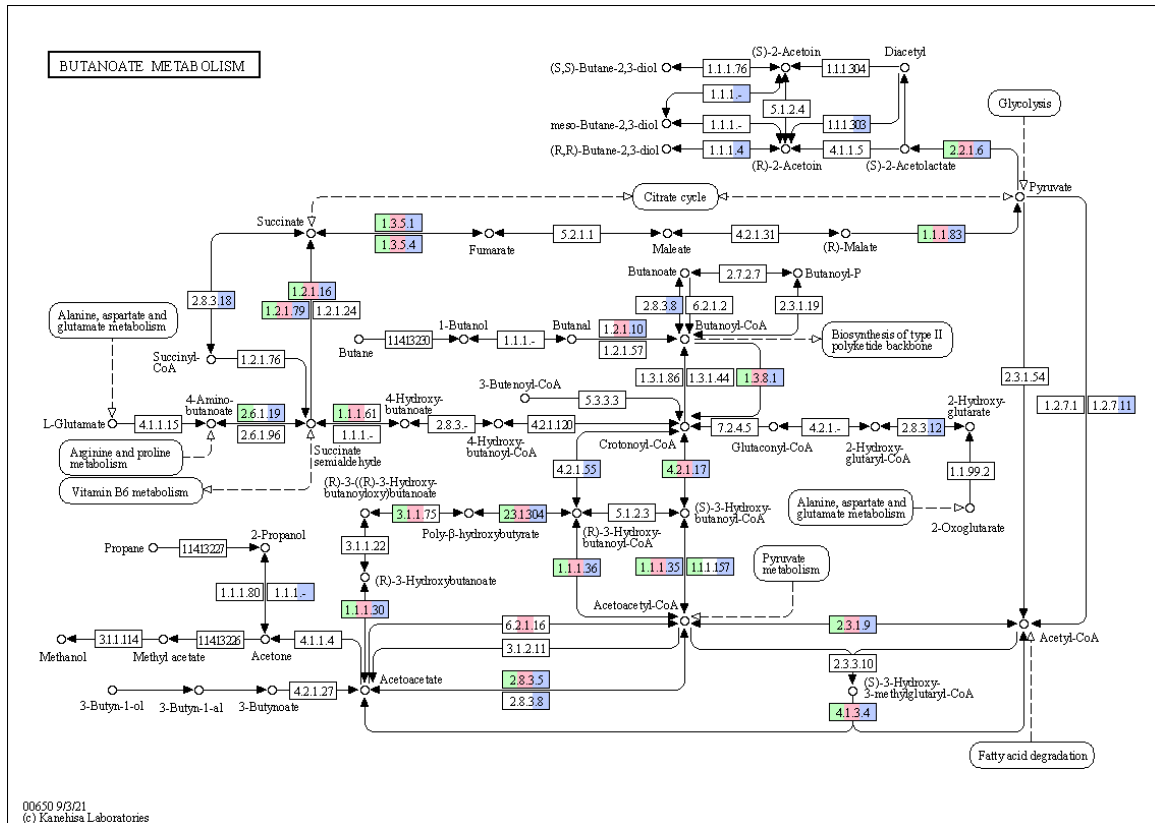 BUTANOATE METABOLISM
(S)-2-Acetoin
Diacetyl
(S,S)-Butane-2,3-diol
1.1.1.76
1.1.1.304
1.1.1.-
5.1.2.4
Glycolysis
meso-Butane-2,3-diol
1.1.1.-
1.1.1.303
(R,R)-Butane-2,3-diol
1.1.1.4
4.1.1.5
2.2.1.6
(R)-2-Acetoin
(S)-2-Acetolactate
Pyruvate
Citrate cycle
Succinate
1.3.5.1
1.3.5.4
Fumarate
5.2.1.1
Maleate
4.2.1.31
(R)-Malate
1.1.1.83
Butanoate
2.7.2.7
Butanoyl-P
2.8.3.18
1.2.1.16
1.2.1.79
1.2.1.24
2.8.3.8
6.2.1.2
2.3.1.19
Alanine, aspartate and
glutamate metabolism
Butane
11413230
1-Butanol
1.1.1.-
Butanal
1.2.1.10
1.2.1.57
Butanoyl-CoA
Biosynthesis of type II
polyketide backbone
Succinyl-
CoA
1.2.1.76
1.3.1.86
1.3.1.44
1.3.8.1
2.3.1.54
3-Butenoyl-CoA
5.3.3.3
1.2.7.1
1.2.7.11
L-Glutamate
4.1.1.15
4-Amino-
butanoate
2.6.1.19
2.6.1.96
1.1.1.61
1.1.1.-
4-Hydroxy-
butanoate
2.8.3.-
4-Hydroxy-
butanoyl-CoA
4.2.1.120
Crotonoyl-CoA
7.2.4.5
Glutaconyl-CoA
4.2.1.-
2-Hydroxy-
glutaryl-CoA
2.8.3.12
2-Hydroxy-
glutarate
Succinate
semialdehyde
Arginine and proline
metabolism
Vitamin B6 metabolism
4.2.1.55
4.2.1.17
1.1.99.2
(R)-3-((R)-3-Hydroxy-
butanoyloxy)butanoate
3.1.1.75
Poly-β-hydroxybutyrate
2.3.1.304
(R)-3-Hydroxy-
butanoyl-CoA
5.1.2.3
(S)-3-Hydroxy-
butanoyl-CoA
Alanine, aspartate and
glutamate metabolism
2-Oxoglutarate
Propane
11413227
2-Propanol
3.1.1.22
(R)-3-Hydroxybutanoate
1.1.1.36
1.1.1.35
1.1.1.157
Pyruvate
metabolism
1.1.1.80
1.1.1.-
1.1.1.30
Acetoacetyl-CoA
6.2.1.16
2.3.1.9
Acetyl-CoA
Methanol
3.1.1.114
Methyl acetate
11413226
Acetone
4.1.1.4
3.1.2.11
2.3.3.10
3-Butyn-1-ol
3-Butyn-1-al
3-Butynoate
4.2.1.27
Acetoacetate
2.8.3.5
2.8.3.8
(S)-3-Hydroxy-
3-methylglutaryl-CoA
4.1.3.4
Fatty acid degradation
00650 9/3/21
(c) Kanehisa Laboratories